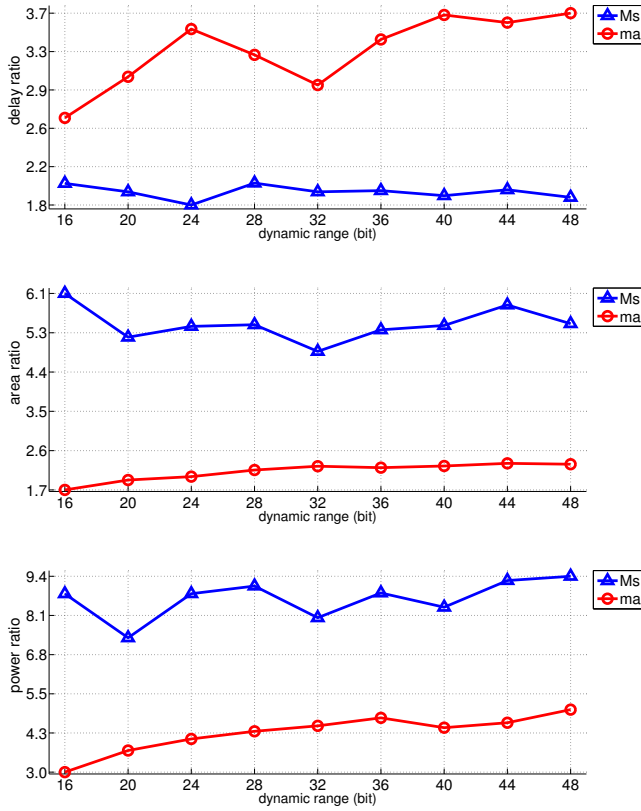 delay ratio
3.7
3.3
2.9
2.6
2.2
1.8
16 20 24 28 32 36 40 44 48
dynamic range (bit)
Ms
ma
area ratio
6.1
5.3
4.4
3.5
2.6
1.7
16 20 24 28 32 36 40 44 48
dynamic range (bit)
Ms
ma
power ratio
9.4
8.1
6.8
5.5
4.3
3.0
16 20 24 28 32 36 40 44 48
dynamic range (bit)
Ms
ma